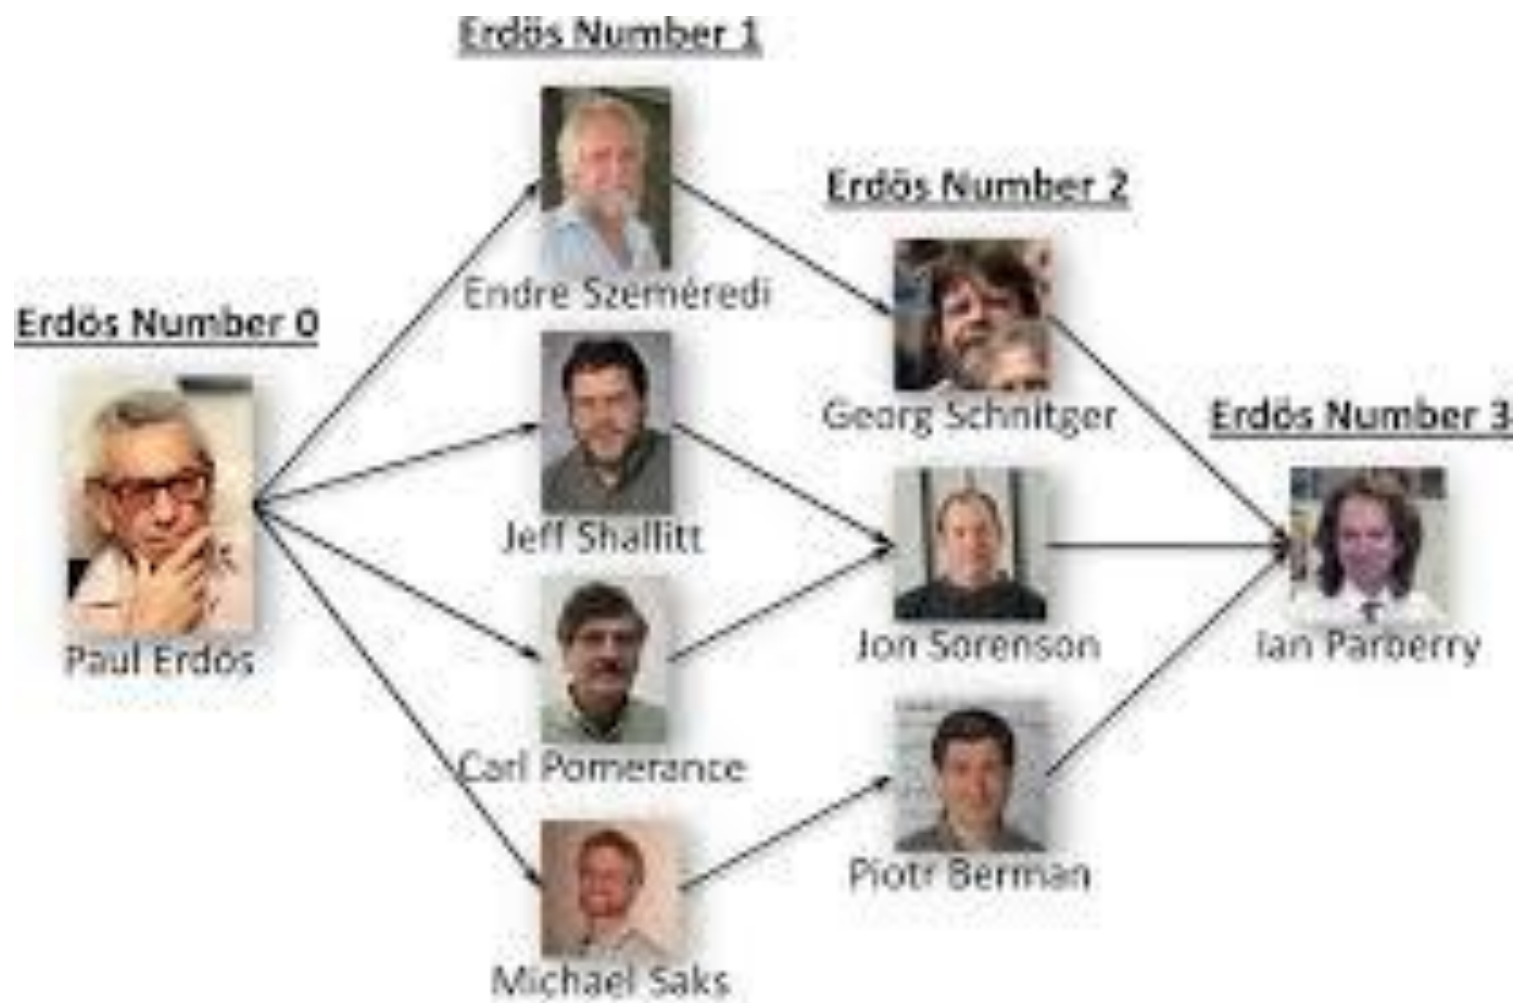 Erdös Number 1
Erdös Number 2
Endre Szeméredi
Erdös Number 0
Georg Schnitger
Erdös Number 3
Jeff Shallitt
Jon Sorenson
Ian Parberry
Paul Erdös
Carl Pomerance
Piotr Berman
Michael Saks